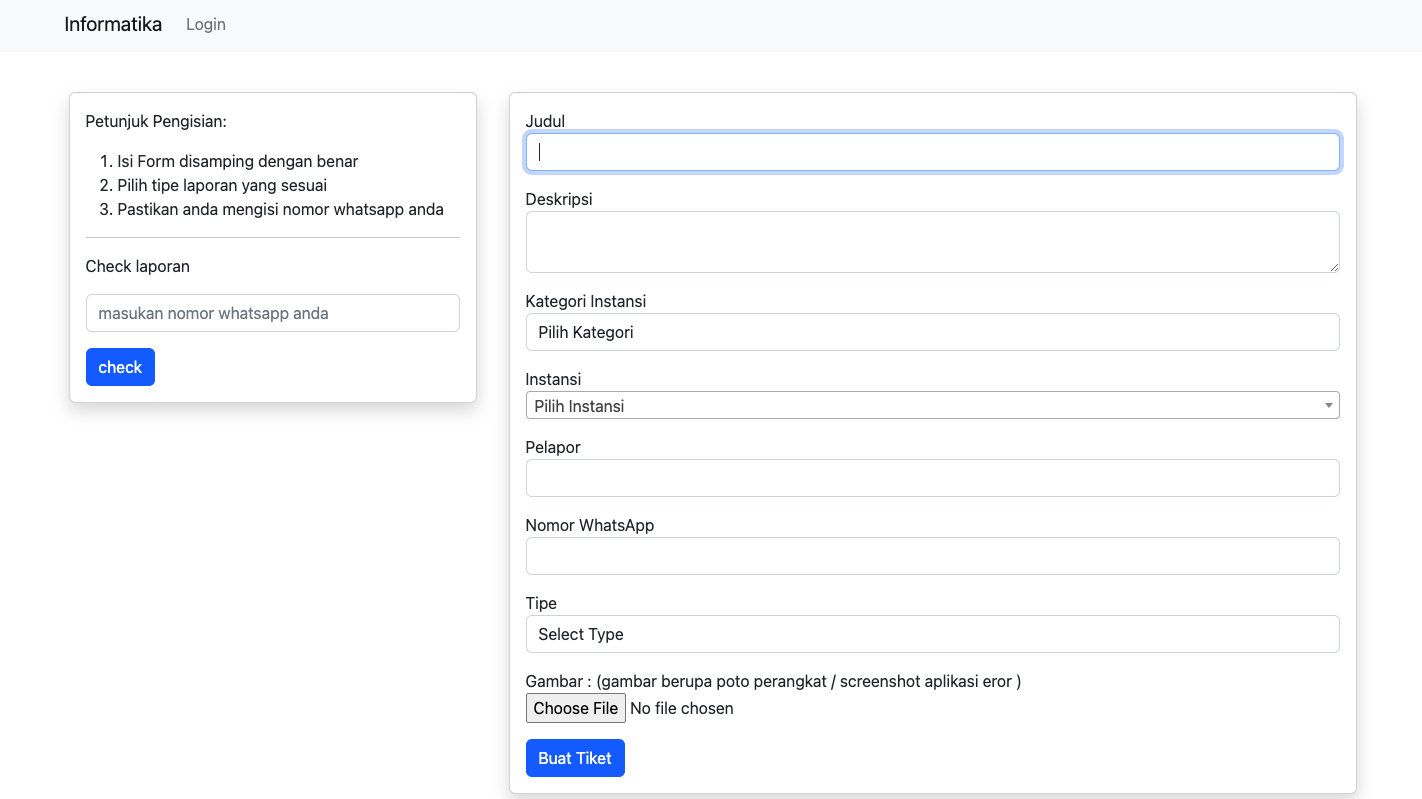 Informatika Login
Petunjuk Pengisian:
1. Isi Form disamping dengan benar
2. Pilih tipe laporan yang sesuai
3. Pastikan anda mengisi nomor whatsapp anda
Check laporan
masukan nomor whatsapp anda
check
Judul
Deskripsi
Kategori Instansi
Pilih Kategori
Instansi
Pilih Instansi
Pelapor
Nomor WhatsApp
Tipe
Select Type
Gambar : (gambar berupa poto perangkat / screenshot aplikasi eror )
Choose File No file chosen
Buat Tiket